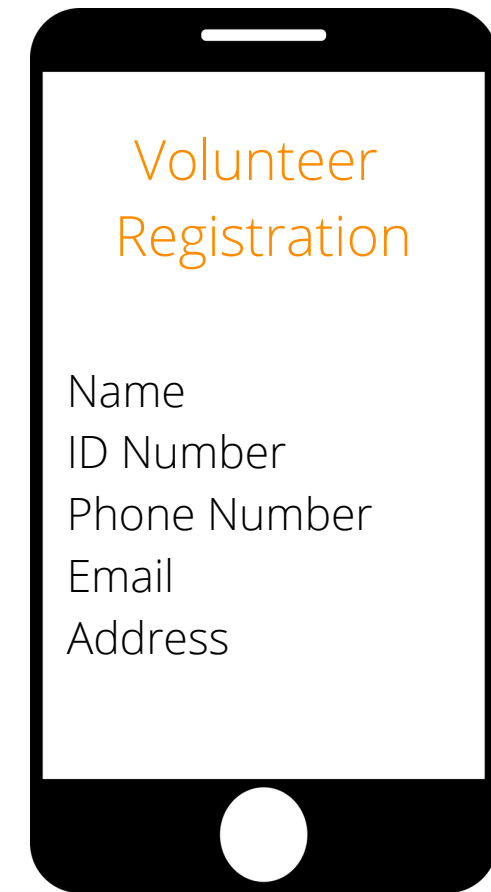 Volunteer
Registration
Name
ID Number
Phone Number
Email
Address